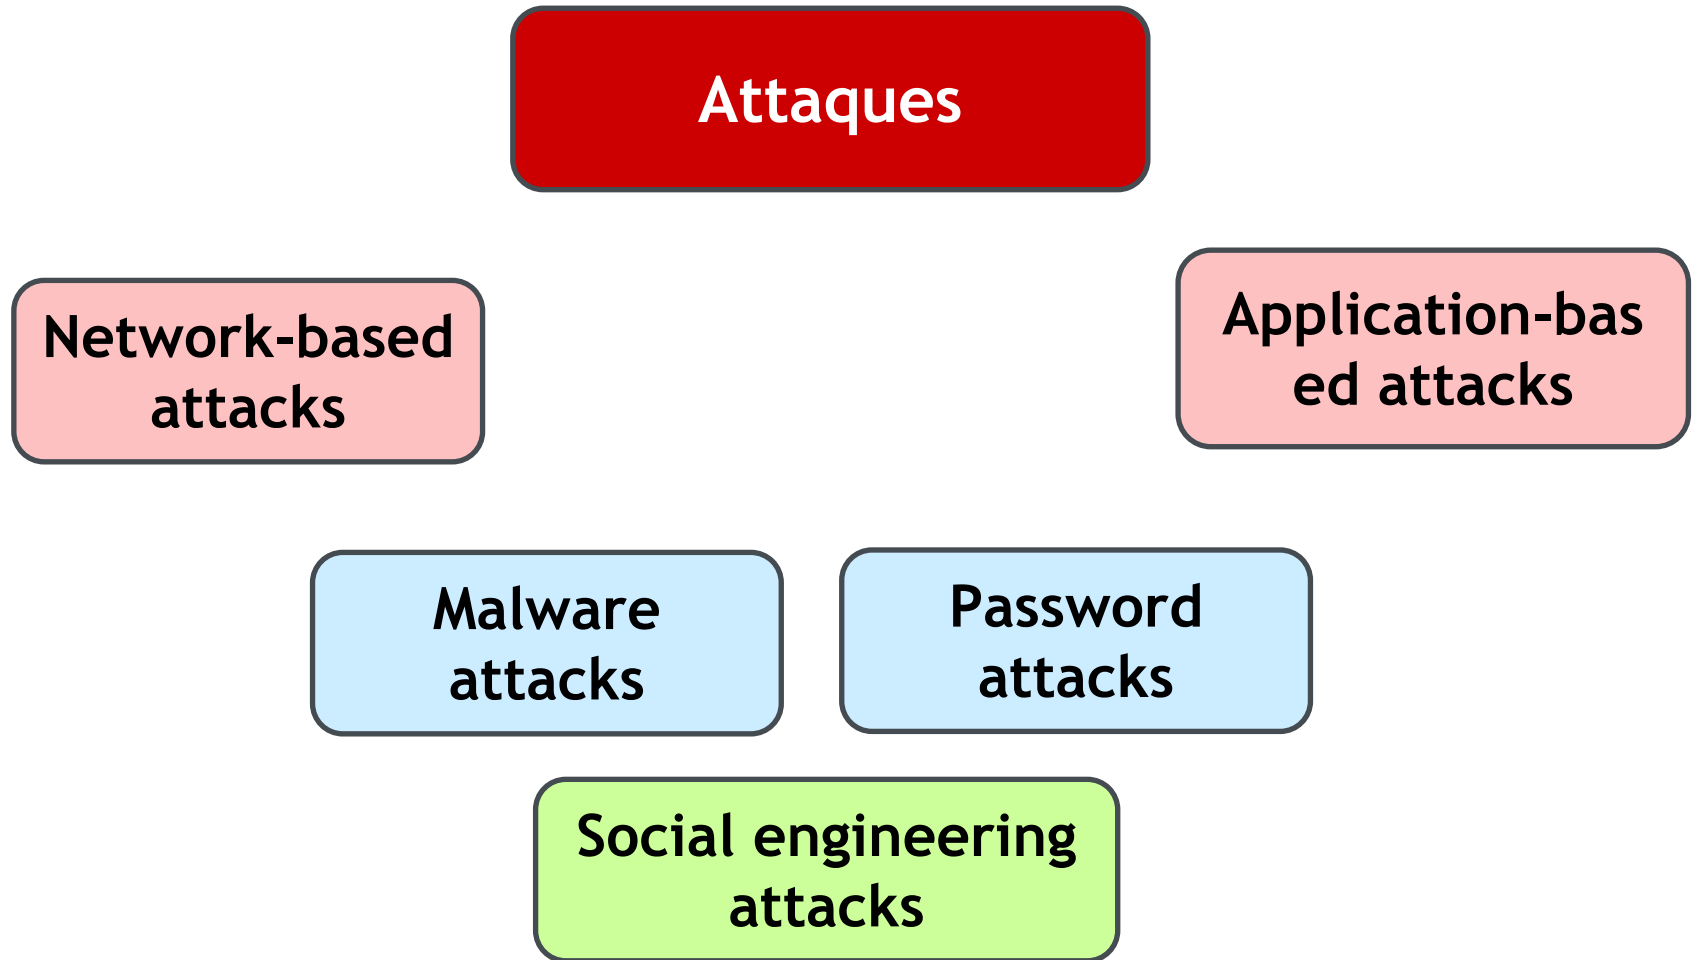 Attaques
Network-based
attacks
Application-bas
ed attacks
Malware
attacks
Password
attacks
Social engineering
attacks